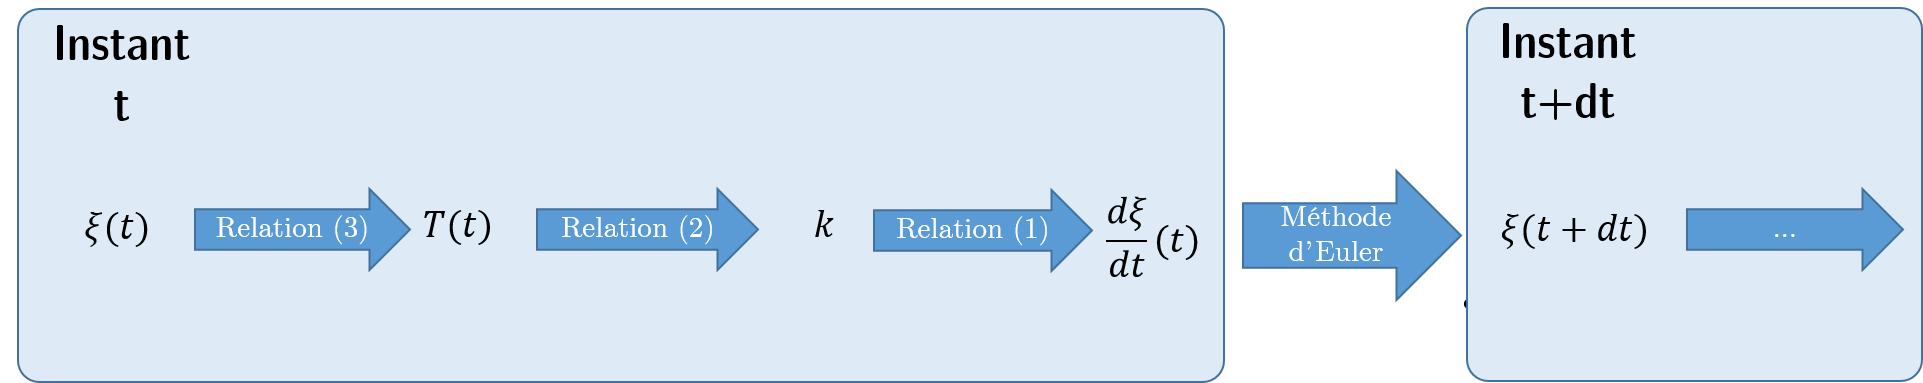 Instant
t
ξ(t) Relation (3) T(t) Relation (2) k Relation (1) dξ/dt (t)
Méthode
d'Euler
Instant
t+dt
ξ(t + dt) ...